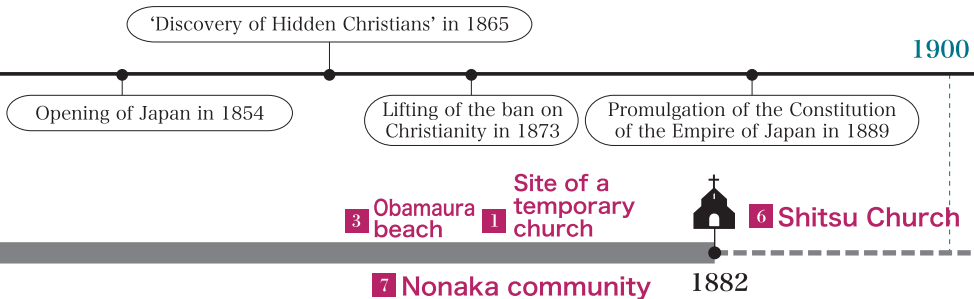 ‘Discovery of Hidden Christians’ in 1865
1900
Opening of Japan in 1854
Lifting of the ban on
Christianity in 1873
Promulgation of the Constitution
of the Empire of Japan in 1889
3 Obamaura
beach
1 Site of a
temporary
church
6 Shitsu Church
7 Nonaka community
1882